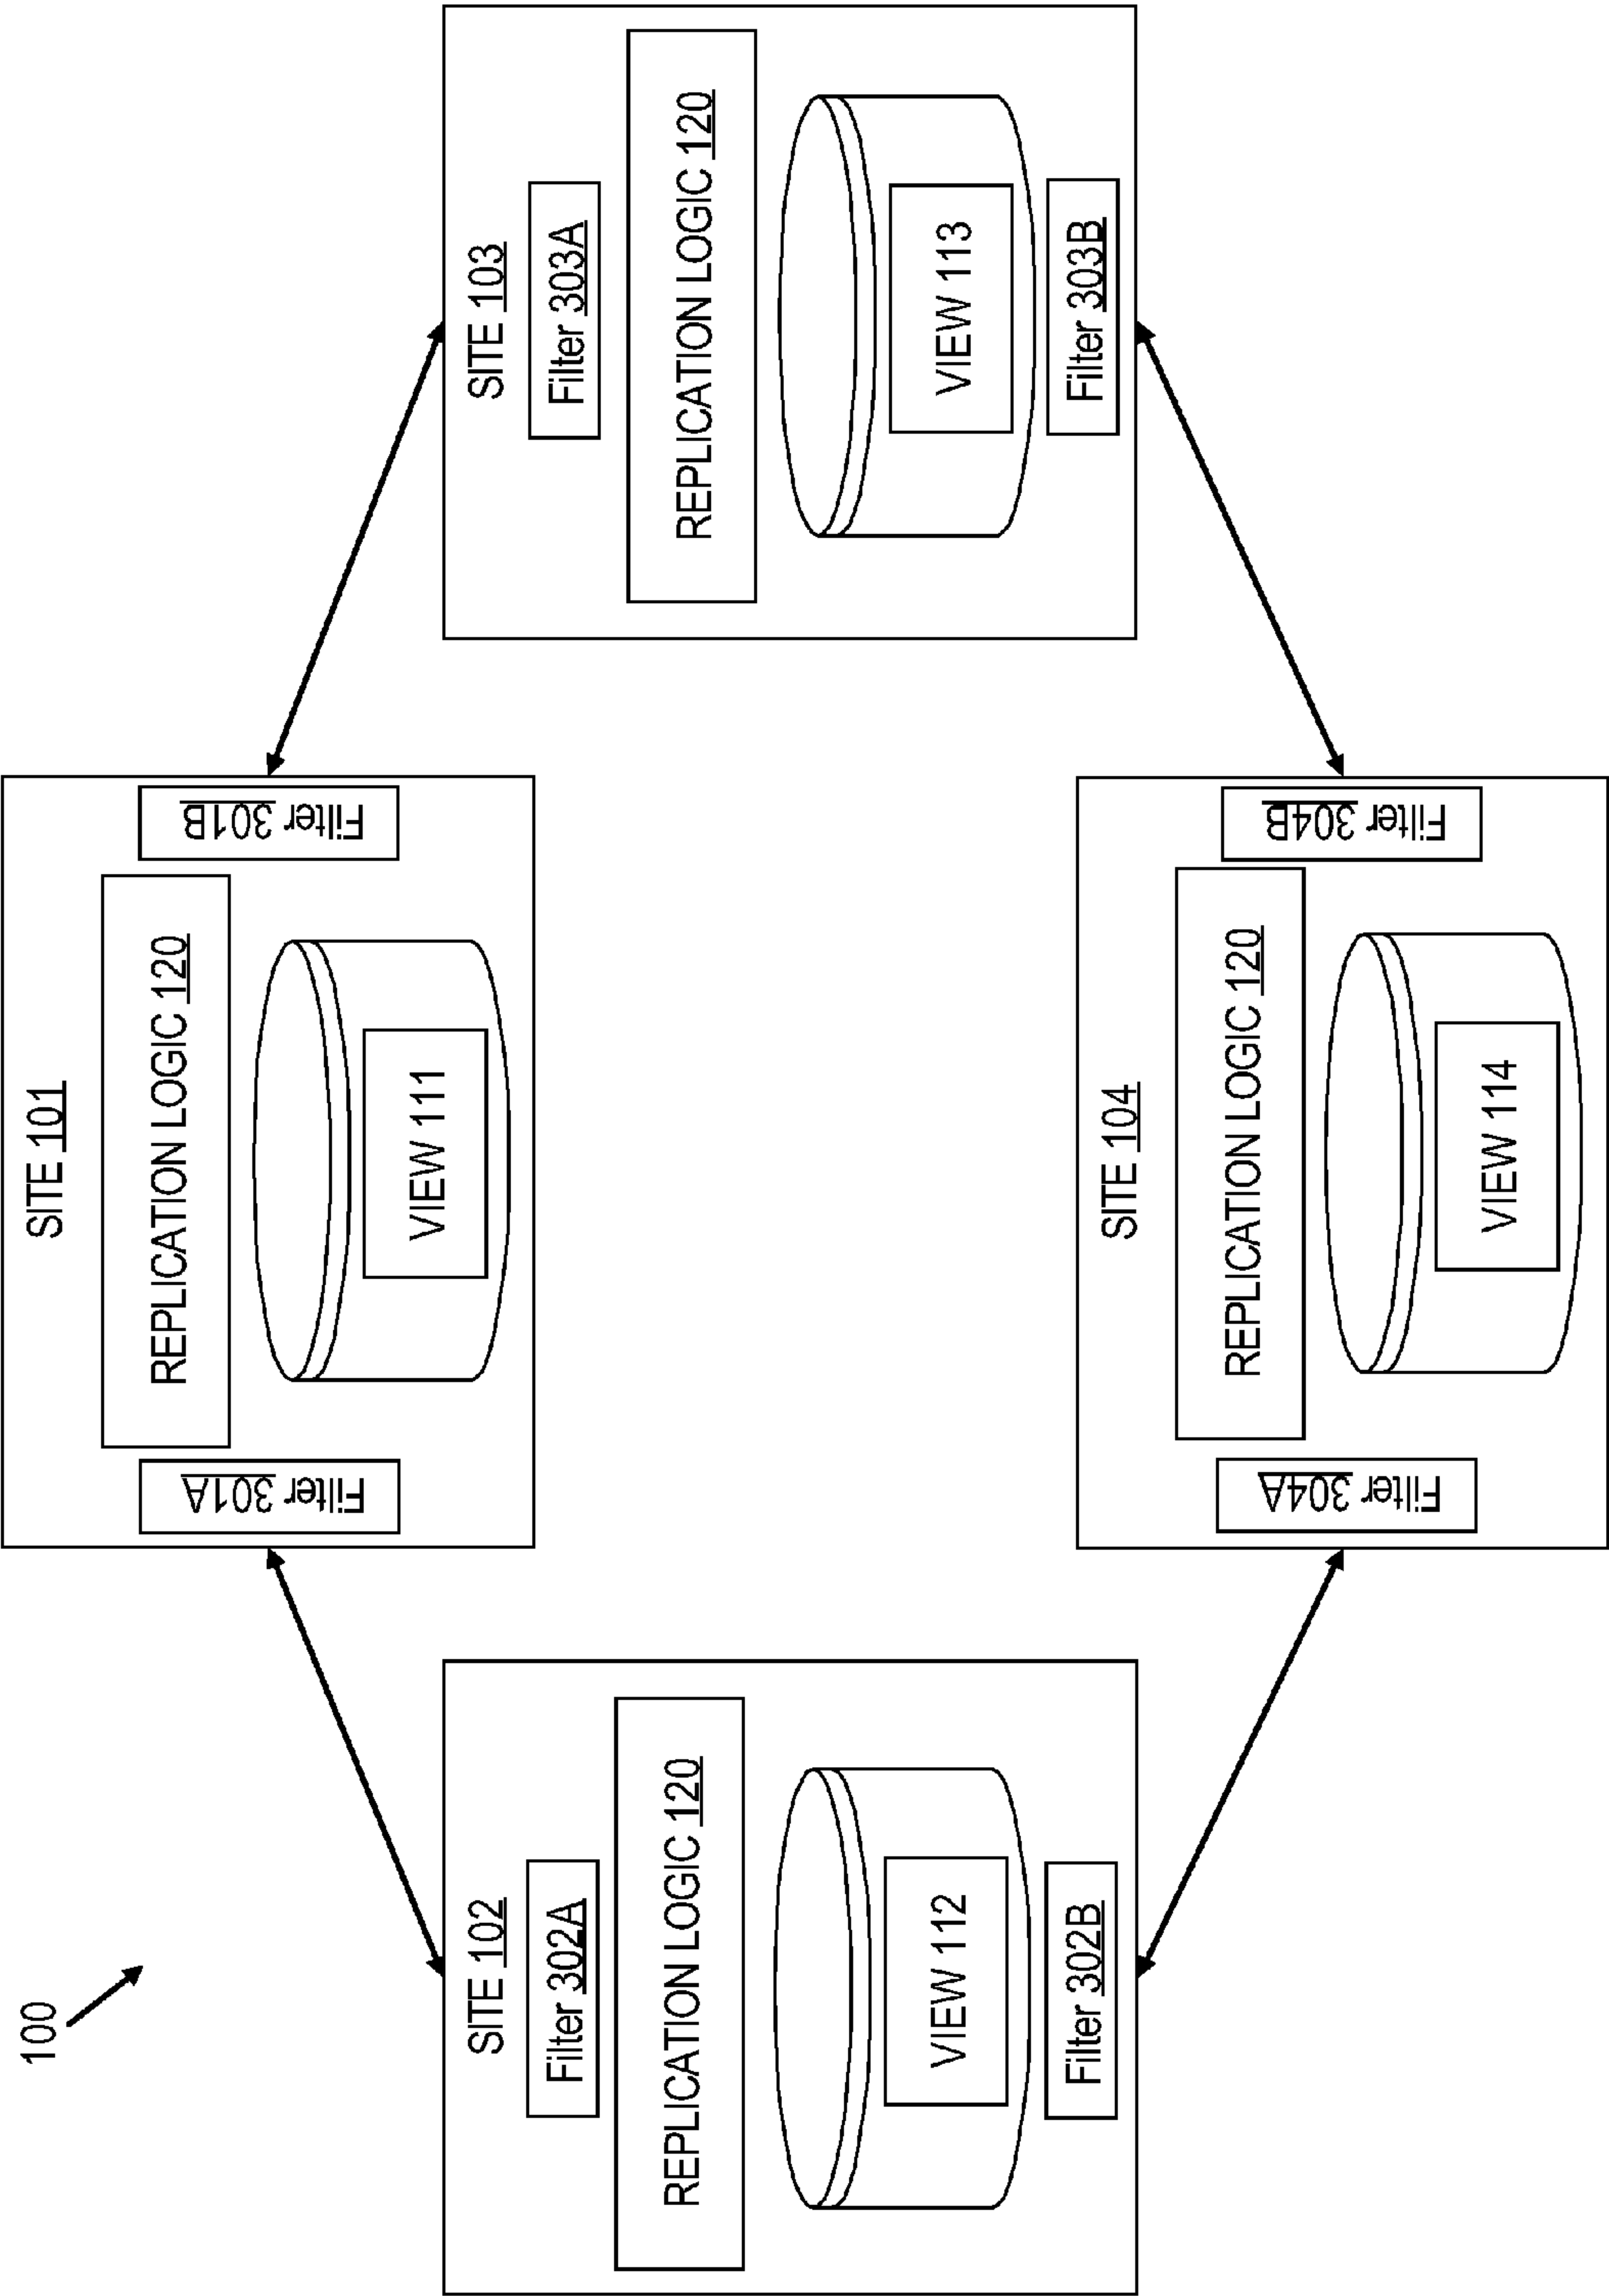 100
SITE 101
Filter 301A
REPLICATION LOGIC 120
Filter 301B
VIEW 111
SITE 102
Filter 302A
REPLICATION LOGIC 120
VIEW 112
Filter 302B
SITE 103
Filter 303A
REPLICATION LOGIC 120
VIEW 113
Filter 303B
SITE 104
Filter 304A
REPLICATION LOGIC 120
Filter 304B
VIEW 114